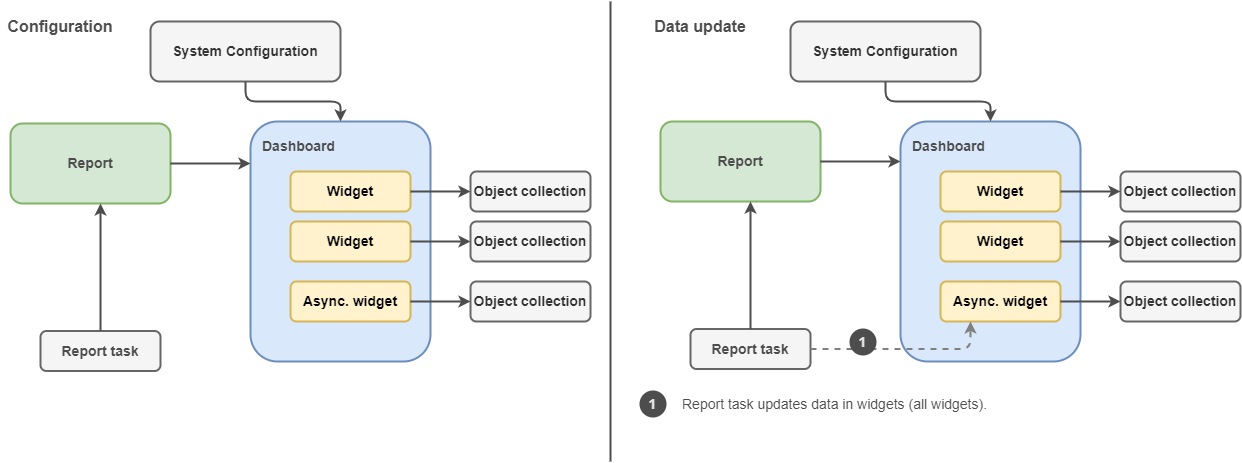 Configuration
System Configuration
Report
Dashboard
Widget
Object collection
Widget
Object collection
Async. widget
Object collection
Report task
Data update
System Configuration
Report
Dashboard
Widget
Object collection
Widget
Object collection
Async. widget
Object collection
Report task
1
1 Report task updates data in widgets (all widgets).